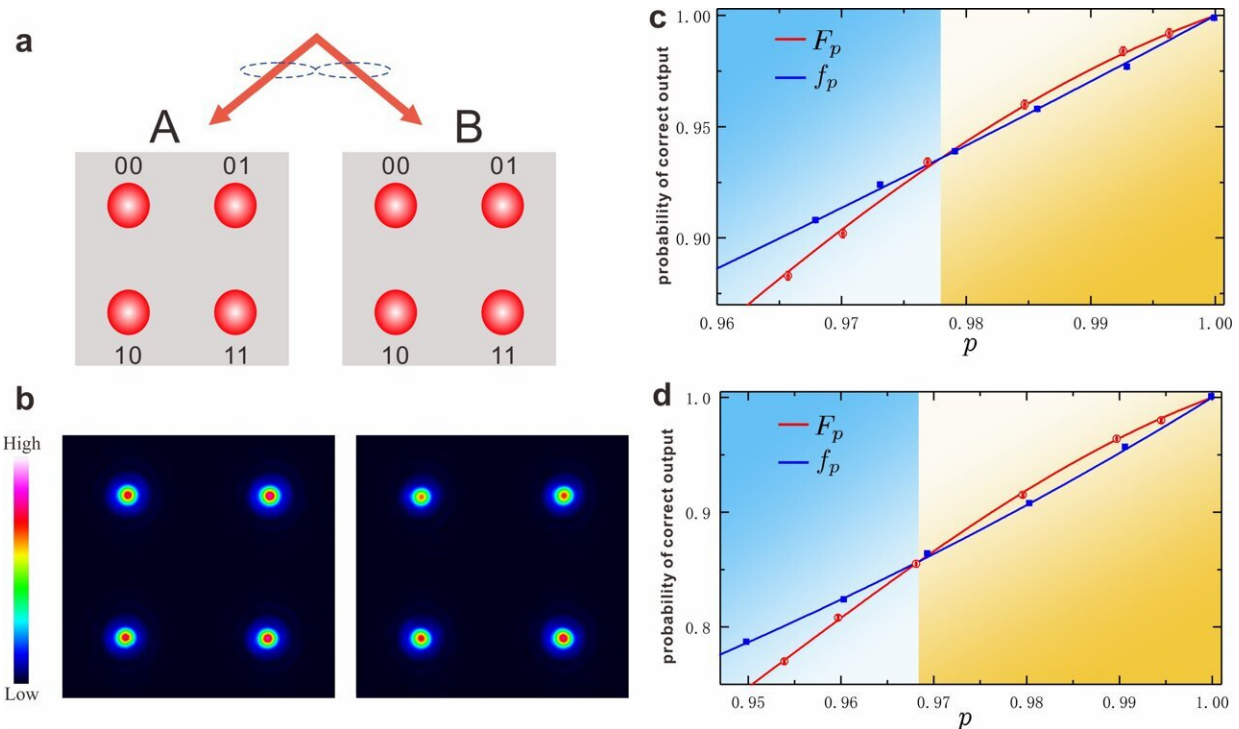 a
A
B
00 01
10 11
00 01
10 11
b
High
Low
c
probability of correct output
1.00
0.95
0.90
F_p
f_p
0.96 0.97 0.98 0.99 1.00
p
d
probability of correct output
1.0
0.9
0.8
F_p
f_p
0.95 0.96 0.97 0.98 0.99 1.00
p